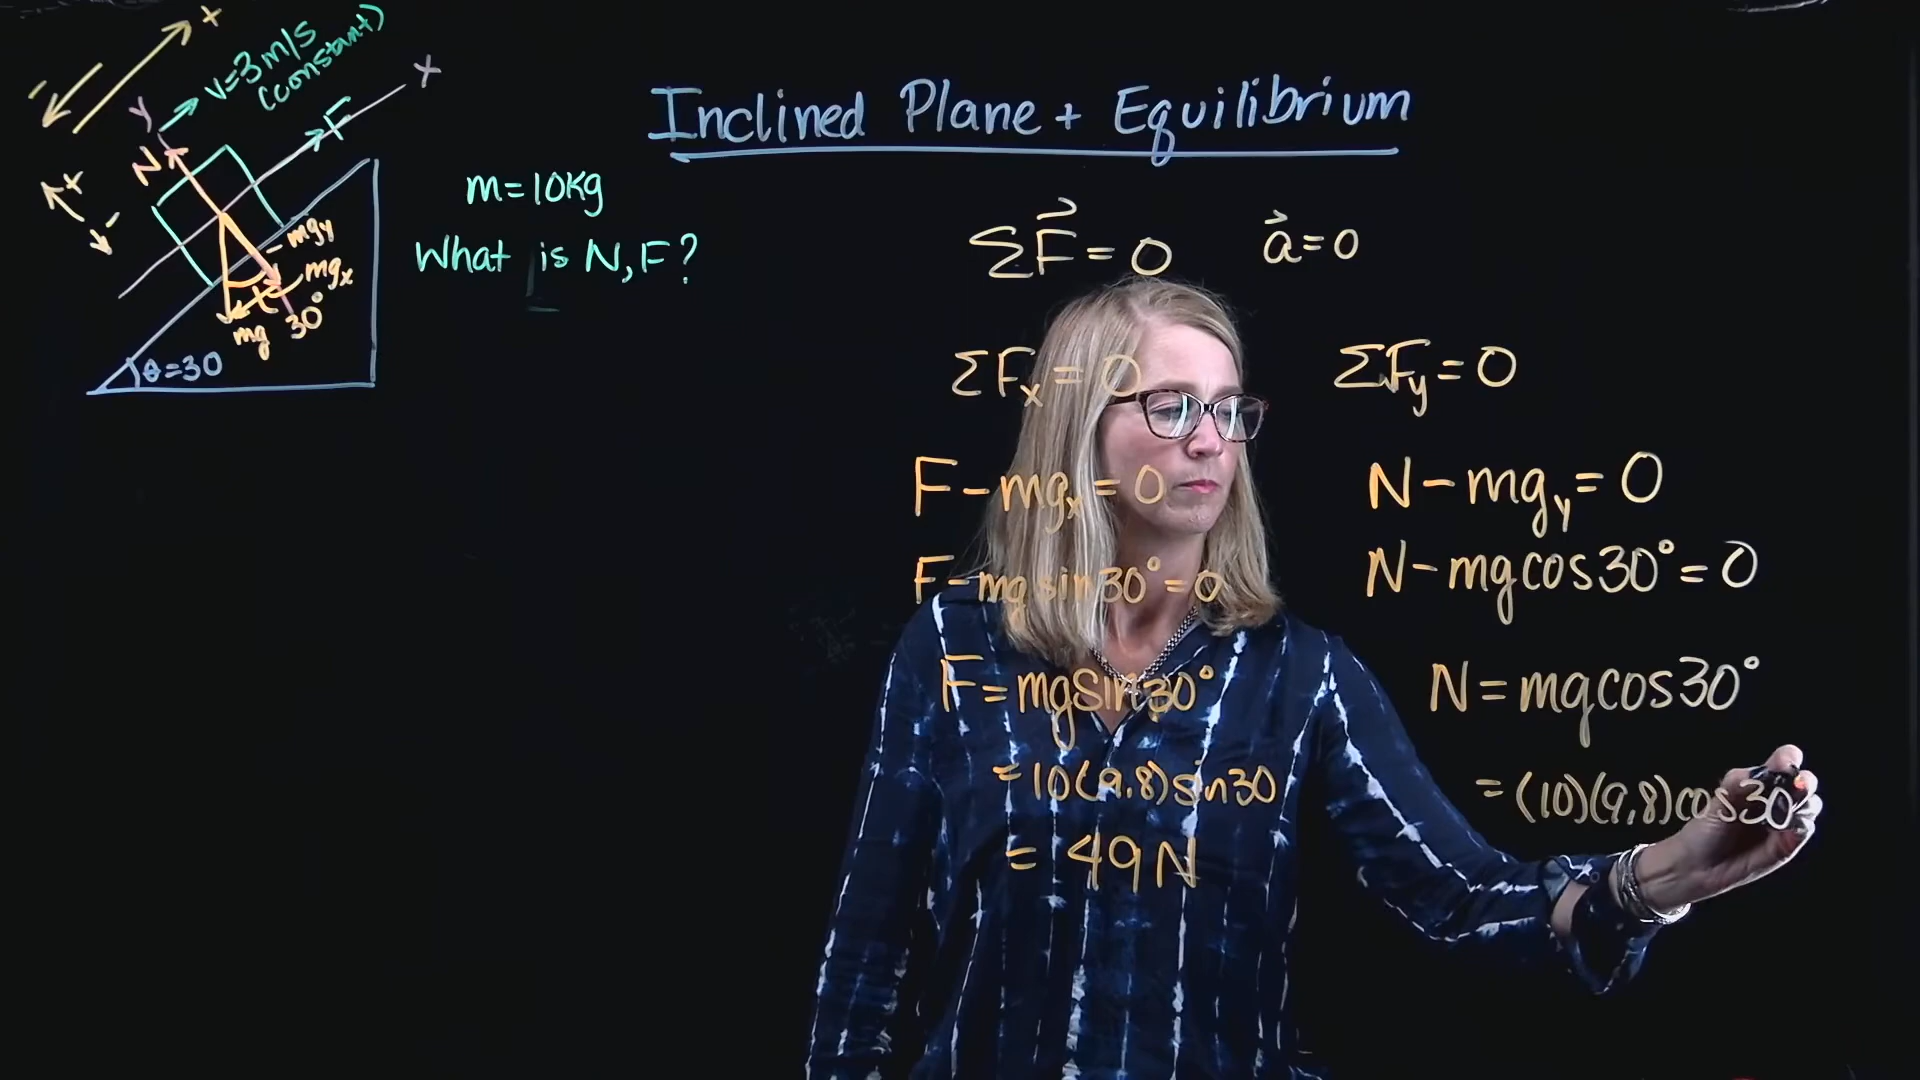 Inclined Plane + Equilibrium
+
-
v=3m/s
(constant)
Y
+
F
N
+
-
mgy
mgx
mg
30°
θ=30
m=10kg
What is N,F?
ΣF=0
a=0
ΣFx=0
F-mgx=0
F-mgsin30°=0
F=mgsin30°
=10(9.8)sin30
=49N
ΣFy=0
N-mgy=0
N-mgcos30°=0
N=mgcos30°
=(10)(9.8)cos30